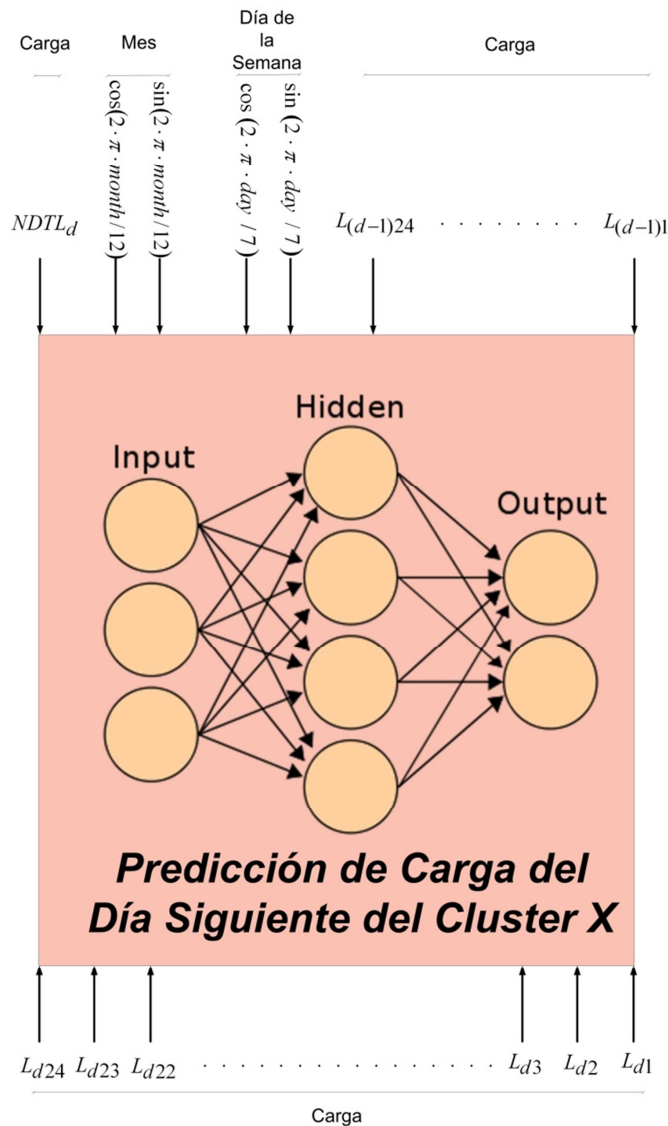 Carga
Mes
Día de
la
Semana
Carga
NDTL_d
cos(2 · π · month/12)
sin(2 · π · month/12)
cos (2 · π · day / 7)
sin (2 · π · day / 7)
L_(d−1)24 · · · · · · · · L_(d−1)1
Hidden
Input
Output
Predicción de Carga del
Día Siguiente del Cluster X
L_d24 L_d23 L_d22 · · · · · · · · · · · · · · · · L_d3 L_d2 L_d1
Carga